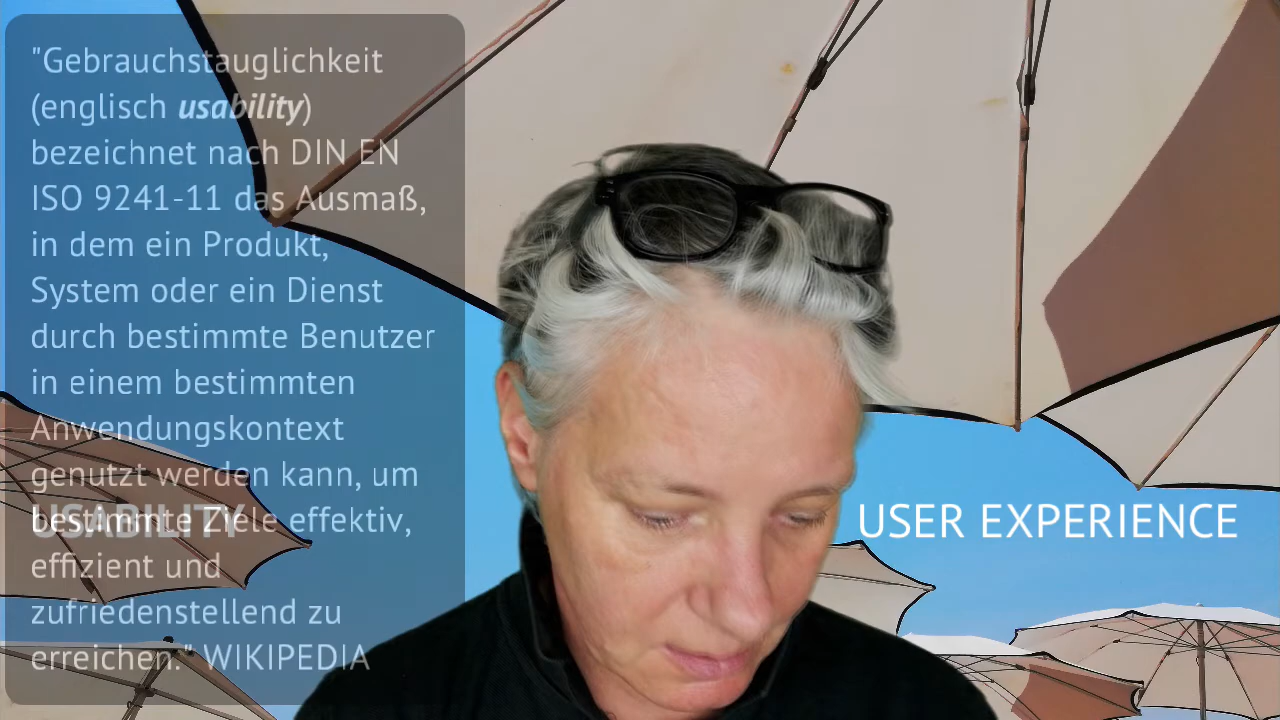 "Gebrauchstauglichkeit
(englisch usability)
bezeichnet nach DIN EN
ISO 9241-11 das Ausmaß,
in dem ein Produkt,
System oder ein Dienst
durch bestimmte Benutzer
in einem bestimmten
Anwendungskontext
genutzt werden kann, um
bestimmte Ziele effektiv,
effizient und
zufriedenstellend zu
erreichen." WIKIPEDIA
USABILITY
USER EXPERIENCE